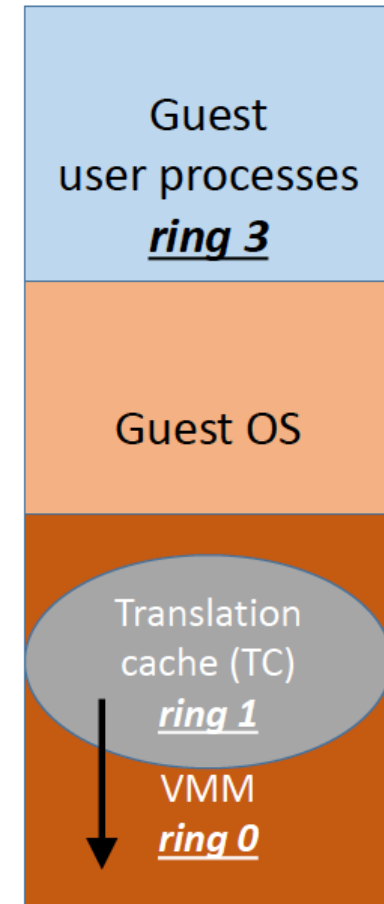 Guest
user processes
ring 3
Guest OS
Translation
cache (TC)
ring 1
VMM
ring 0